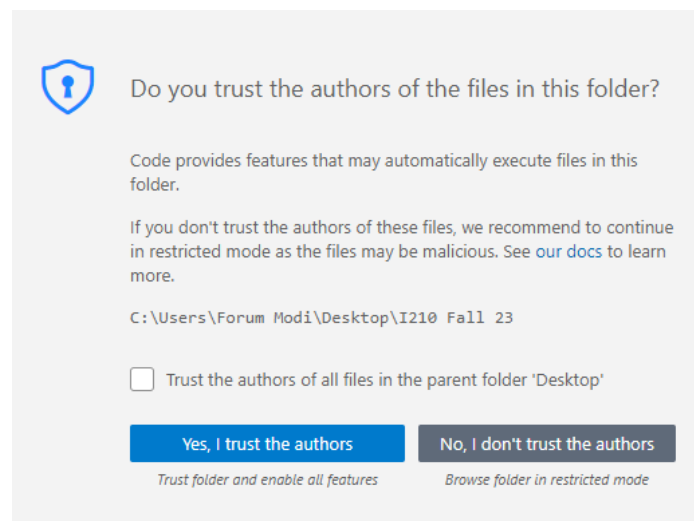 Do you trust the authors of the files in this folder?
Code provides features that may automatically execute files in this
folder.
If you don't trust the authors of these files, we recommend to continue
in restricted mode as the files may be malicious. See our docs to learn
more.
C:\Users\Forum Modi\Desktop\I210 Fall 23
Trust the authors of all files in the parent folder 'Desktop'
Yes, I trust the authors
No, I don't trust the authors
Trust folder and enable all features
Browse folder in restricted mode